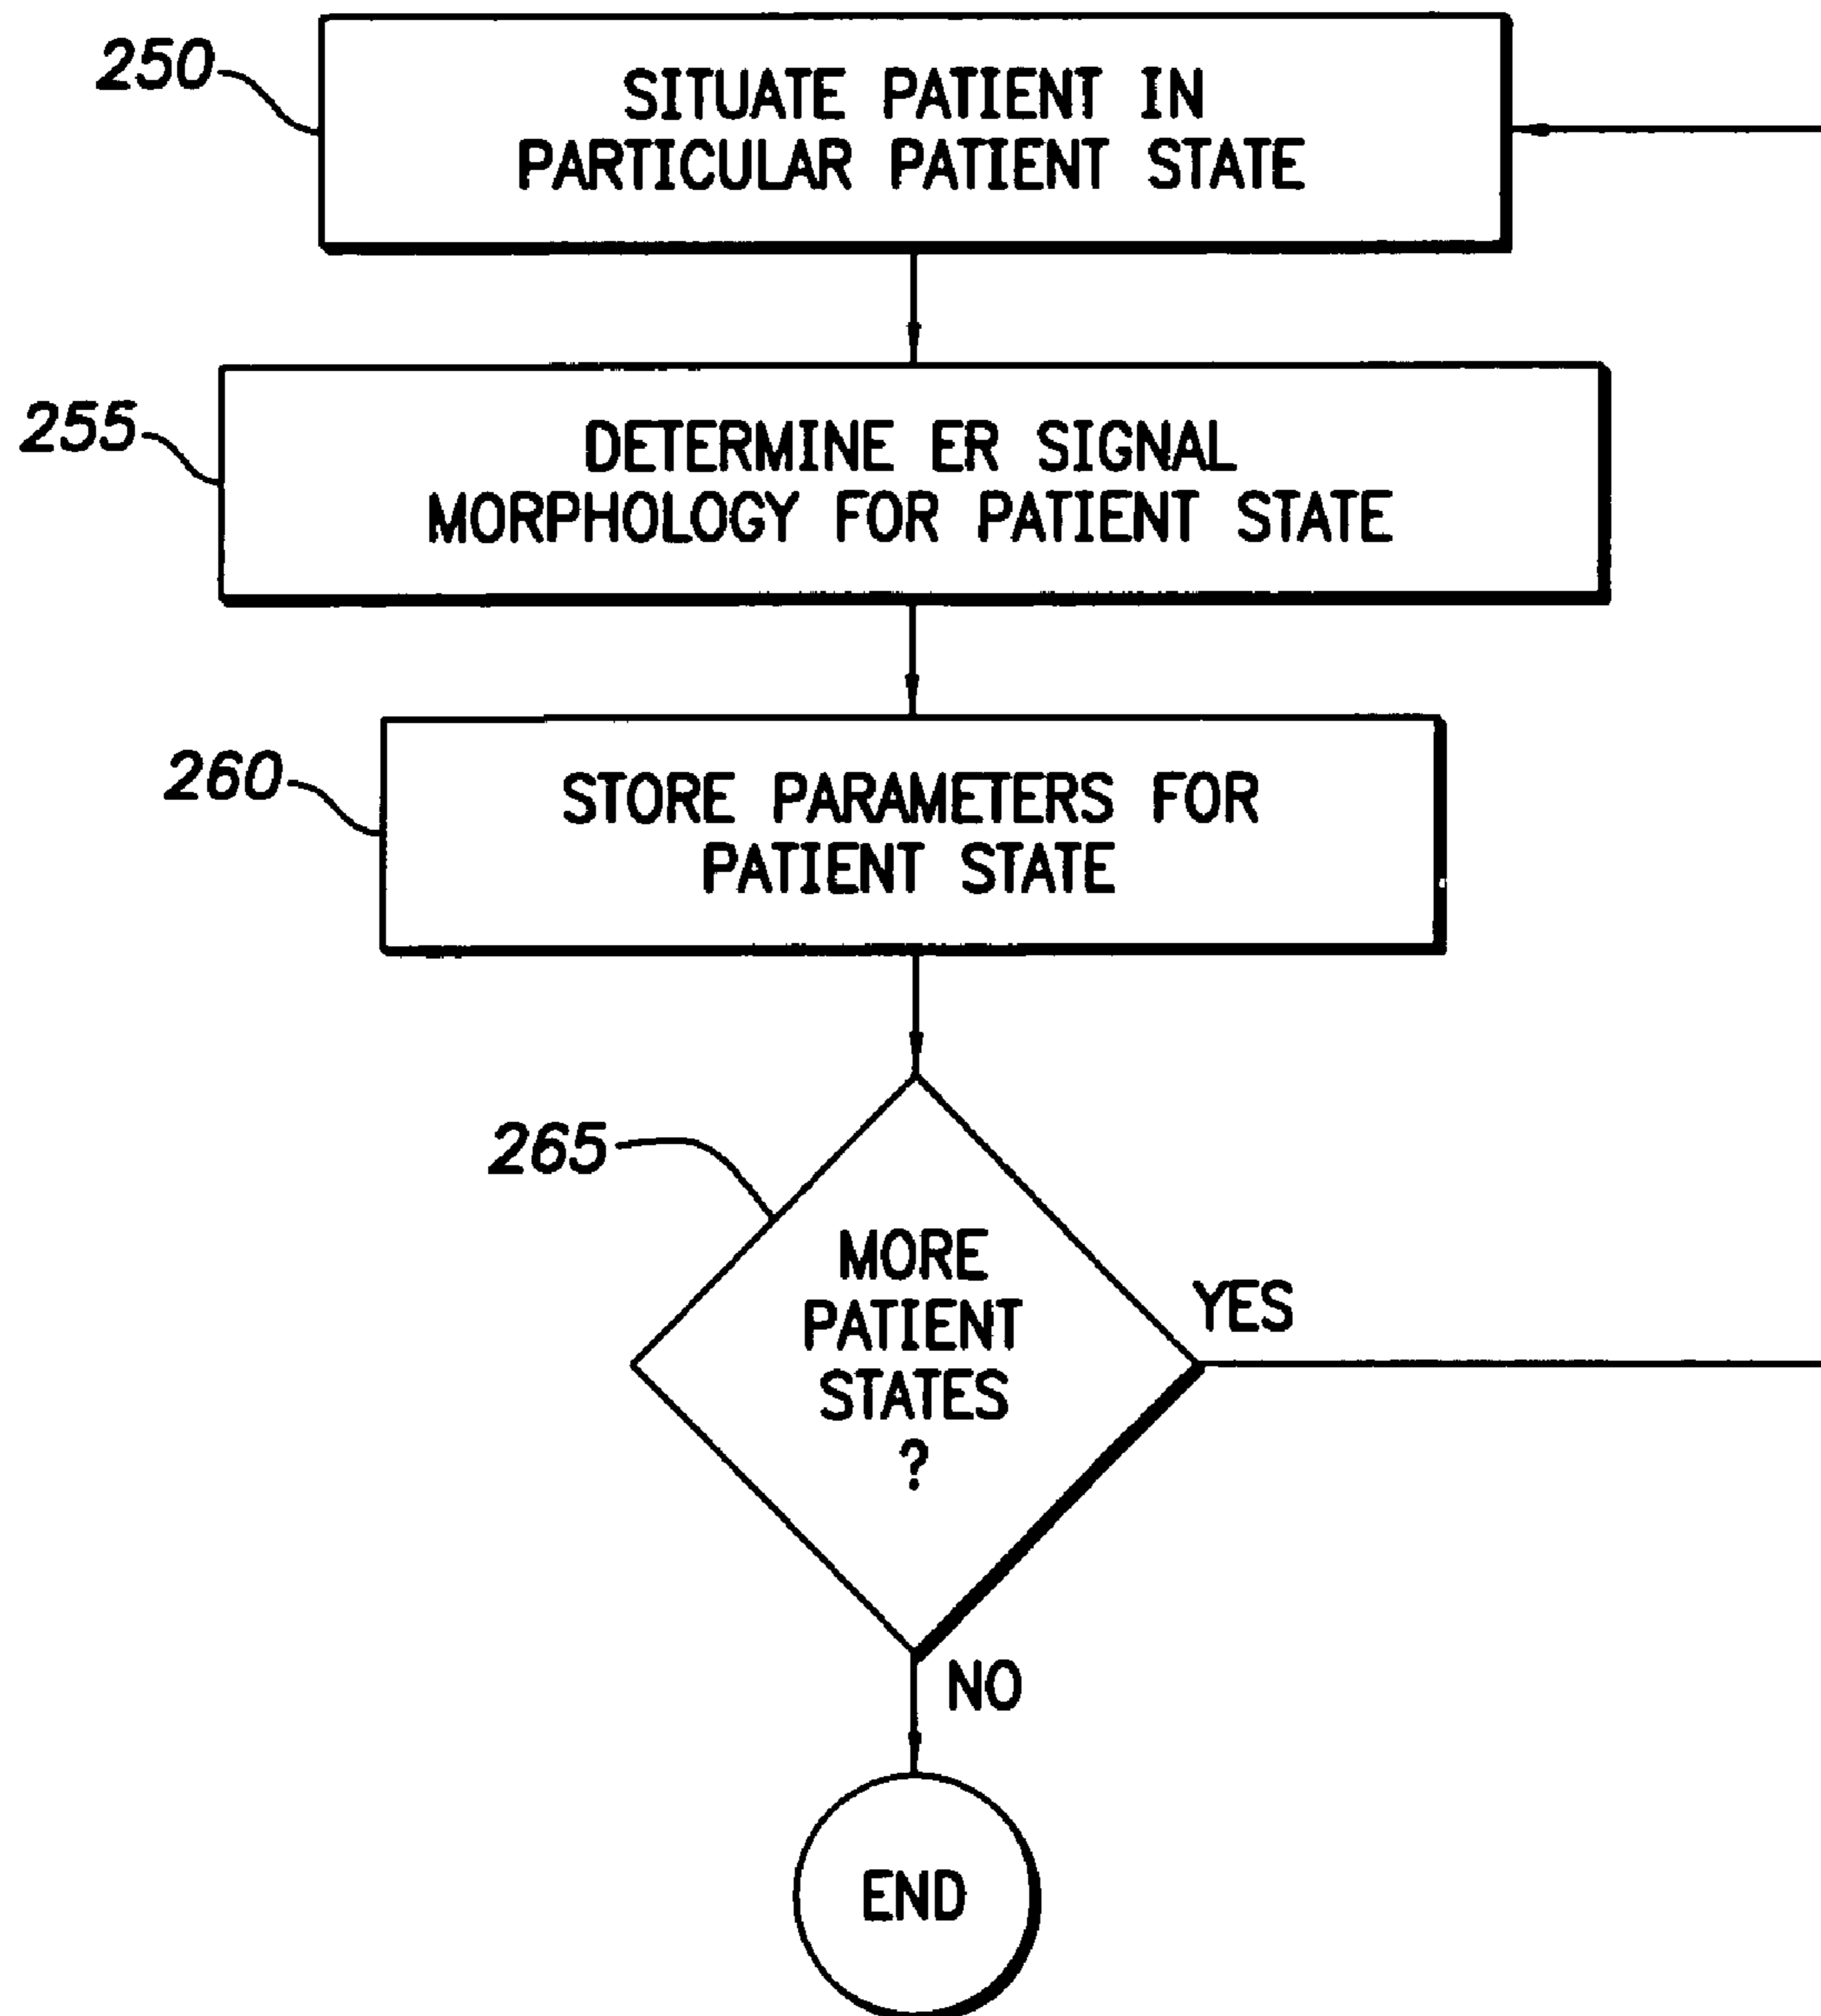 250
SITUATE PATIENT IN
PARTICULAR PATIENT STATE
255
DETERMINE ER SIGNAL
MORPHOLOGY FOR PATIENT STATE
260
STORE PARAMETERS FOR
PATIENT STATE
265
MORE
PATIENT
STATES
?
YES
NO
END